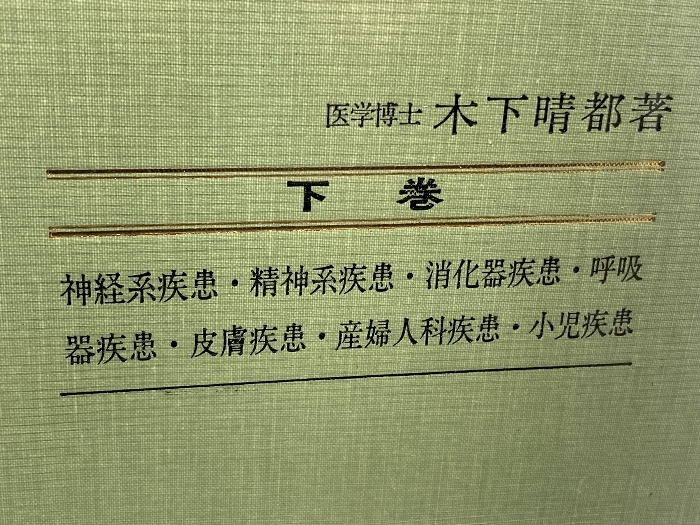 医学博士 木下晴都著
下巻
神経系疾患・精神系疾患・消化器疾患・呼吸
器疾患・皮膚疾患・産婦人科疾患・小児疾患